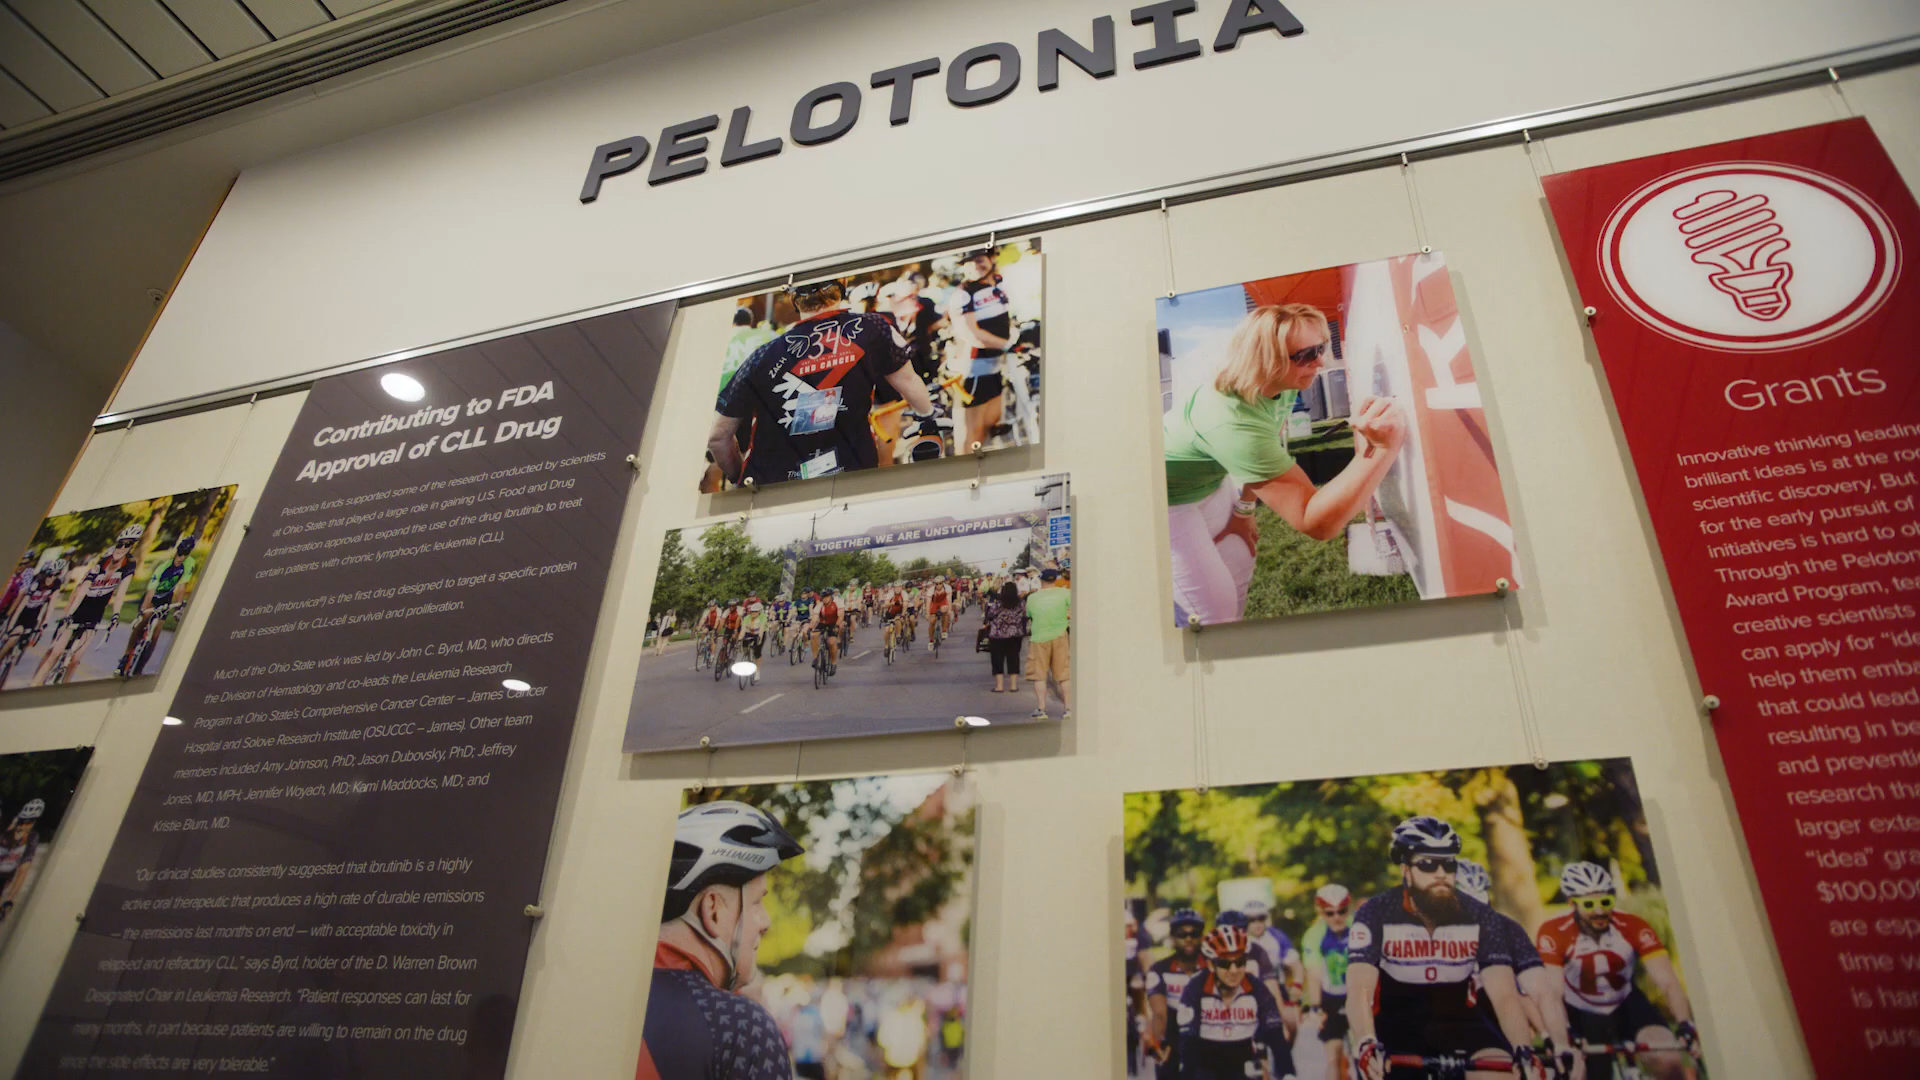 PELOTONIA
Contributing to FDA
Approval of CLL Drug
Pelotonia funds supported some of the research conducted by scientists
at Ohio State that played a large role in gaining U.S. Food and Drug
Administration approval to expand the use of the drug ibrutinib to treat
certain patients with chronic lymphocytic leukemia (CLL).
Ibrutinib (Imbruvica®) is the first drug designed to target a specific protein
that is essential for CLL-cell survival and proliferation.
Much of the Ohio State work was led by John C. Byrd, MD, who directs
the Division of Hematology and co-leads the Leukemia Research
Program at Ohio State's Comprehensive Cancer Center – James Cancer
Hospital and Solove Research Institute (OSUCCC – James). Other team
members included Amy Johnson, PhD; Jason Dubovsky, PhD; Jeffrey
Jones, MD, MPH; Jennifer Woyach, MD; Kami Maddocks, MD; and
Kristie Blum, MD.
"Our clinical studies consistently suggested that ibrutinib is a highly
active oral therapeutic that produces a high rate of durable remissions
— the remissions last months on end — with acceptable toxicity in
relapsed and refractory CLL," says Byrd, holder of the D. Warren Brown
Designated Chair in Leukemia Research. "Patient responses can last for
many months, in part because patients are willing to remain on the drug
since the side effects are very tolerable."
ZACH
34
END CANCER
TOGETHER WE ARE UNSTOPPABLE
SPECIALIZED
CHAMPIONS
CHAMPION
Grants
Innovative thinking leading
brilliant ideas is at the
scientific discovery. But
for the early pursuit of
initiatives is hard to
Through the
Award Program,
creative scientists
can apply for
help them
that could lead
resulting in
and
research
larger
"idea"
$100,00
are
time
is